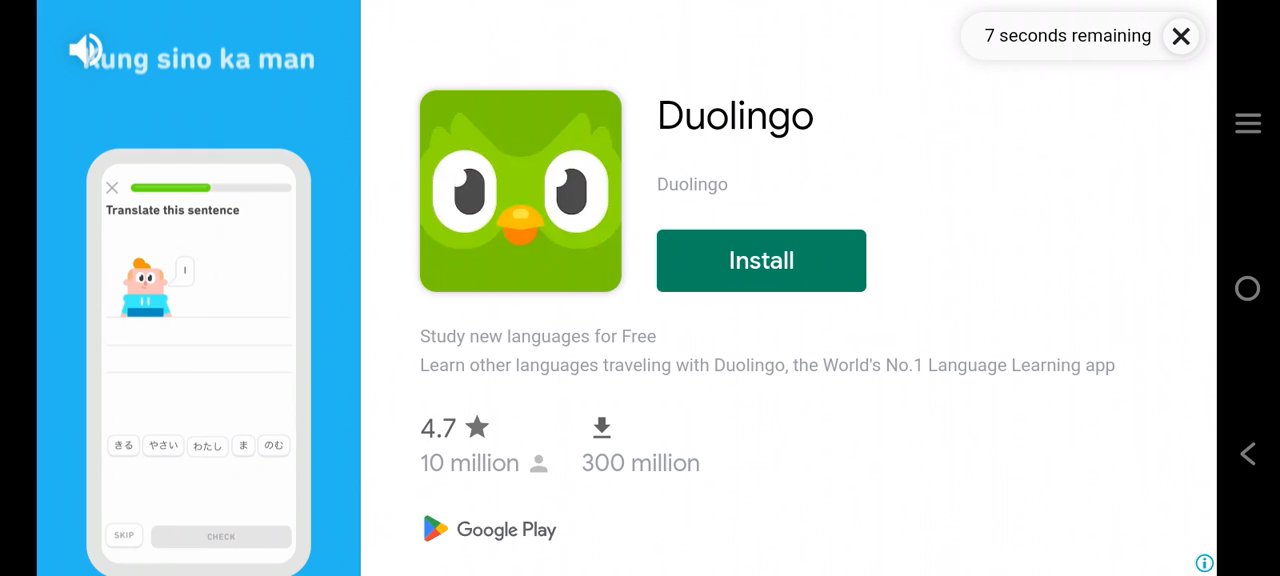 kung sino ka man
Translate this sentence
I
きる やさい わたし ま のむ
SKIP
CHECK
7 seconds remaining
Duolingo
Duolingo
Install
Study new languages for Free
Learn other languages traveling with Duolingo, the World's No.1 Language Learning app
4.7
10 million
300 million
Google Play